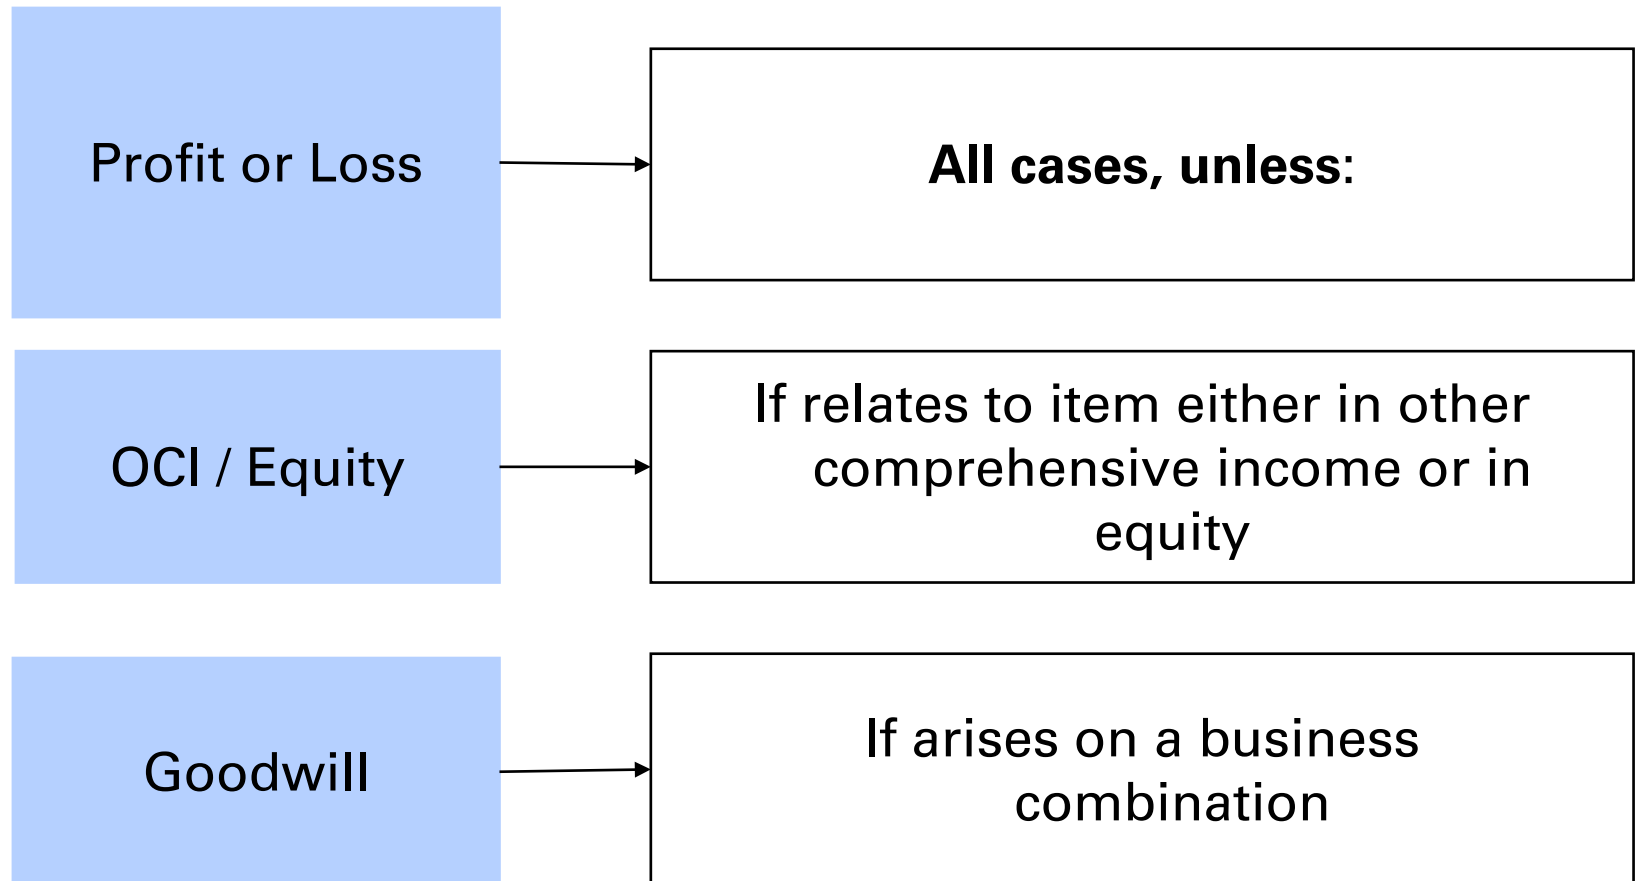 Profit or Loss
All cases, unless:
OCI / Equity
If relates to item either in other
comprehensive income or in
equity
Goodwill
If arises on a business
combination